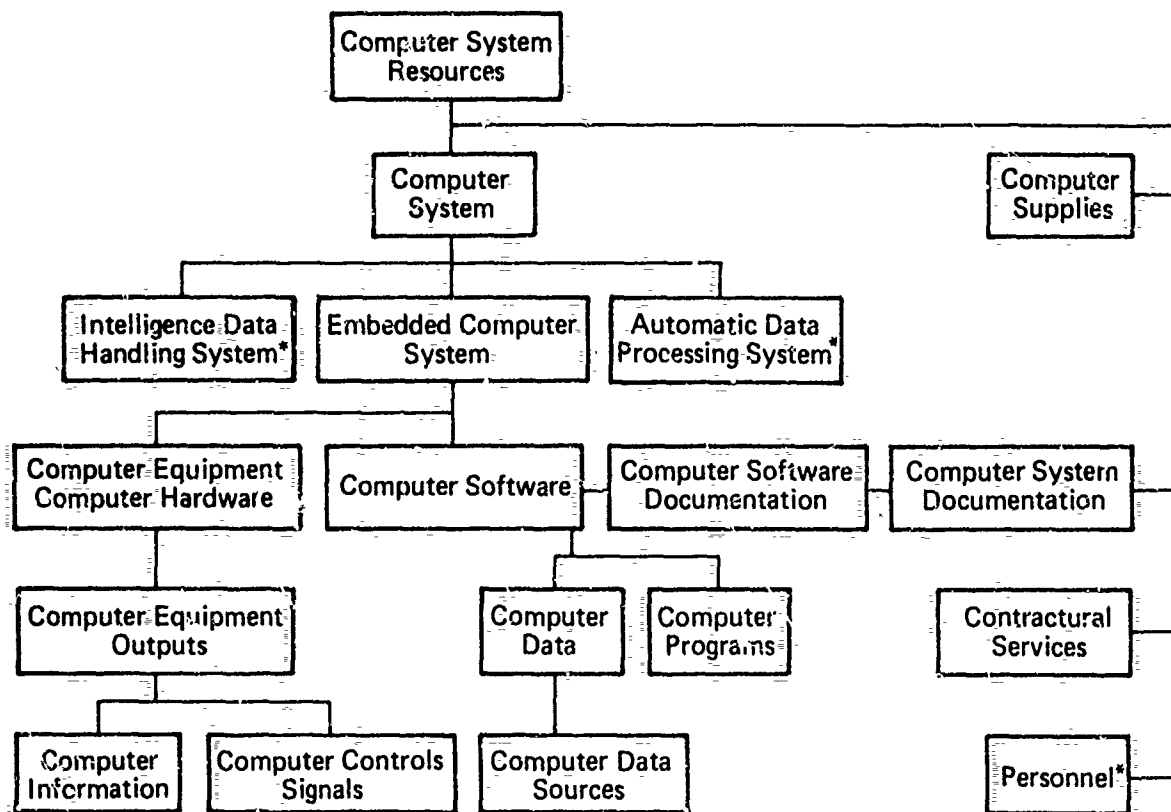 Computer System
Resources
Computer
System
Computer
Supplies
Intelligence Data
Handling System*
Embedded Computer
System
Automatic Data
Processing System*
Computer Equipment
Computer Hardware
Computer Software
Computer Software
Documentation
Computer System
Documentation
Computer Equipment
Outputs
Computer
Data
Computer
Programs
Contractural
Services
Computer
Information
Computer Controls
Signals
Computer Data
Sources
Personnel*